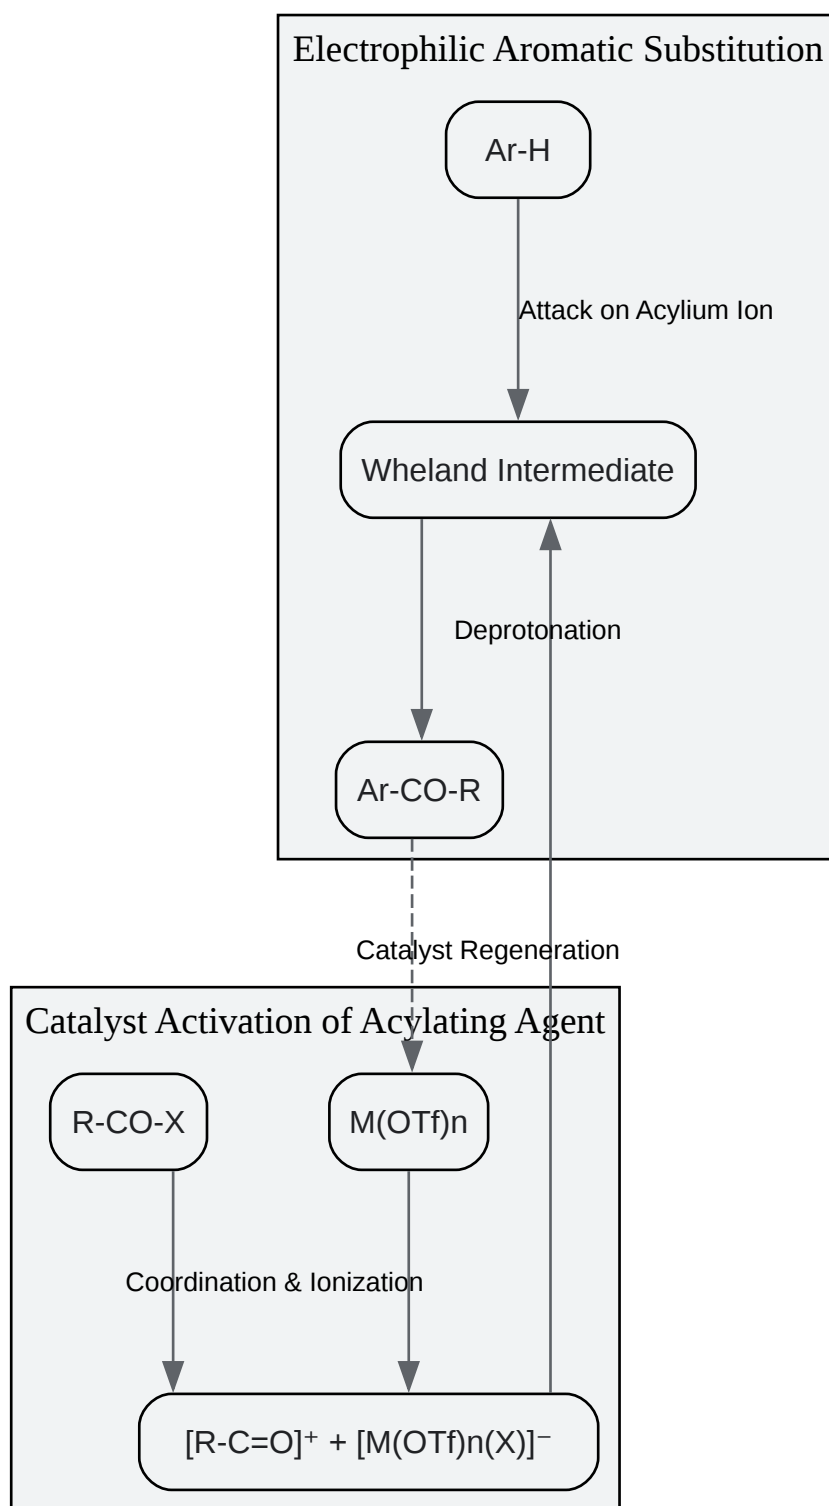 Electrophilic Aromatic Substitution
Ar-H
Attack on Acylium Ion
Wheland Intermediate
Deprotonation
Ar-CO-R
Catalyst Regeneration
Catalyst Activation of Acylating Agent
R-CO-X
M(OTf)n
Coordination & Ionization
[R-C=O]⁺ + [M(OTf)n(X)]⁻